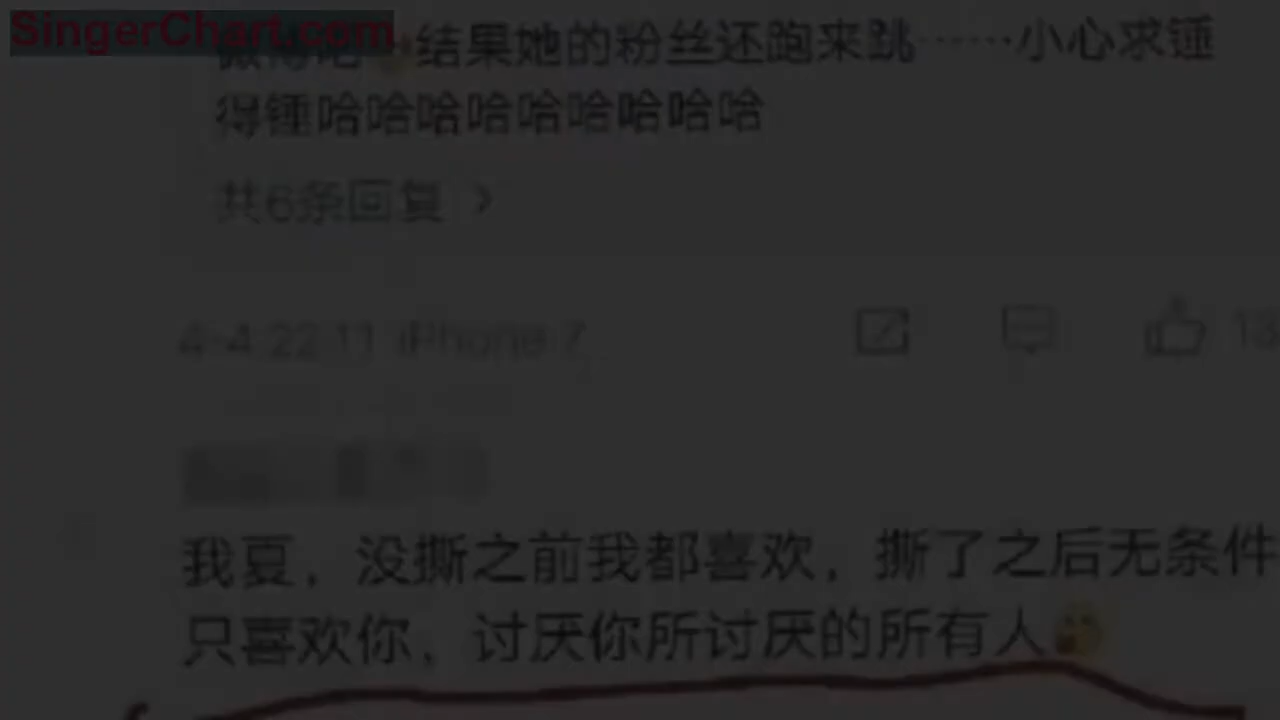 SingerChart.com
结果她的粉丝还跑来跳……小心求锤
得锤哈哈哈哈哈哈哈哈哈
共6条回复 >
4-4 22:11 iPhone 7
我夏，没撕之前我都喜欢，撕了之后无条件
只喜欢你，讨厌你所讨厌的所有人